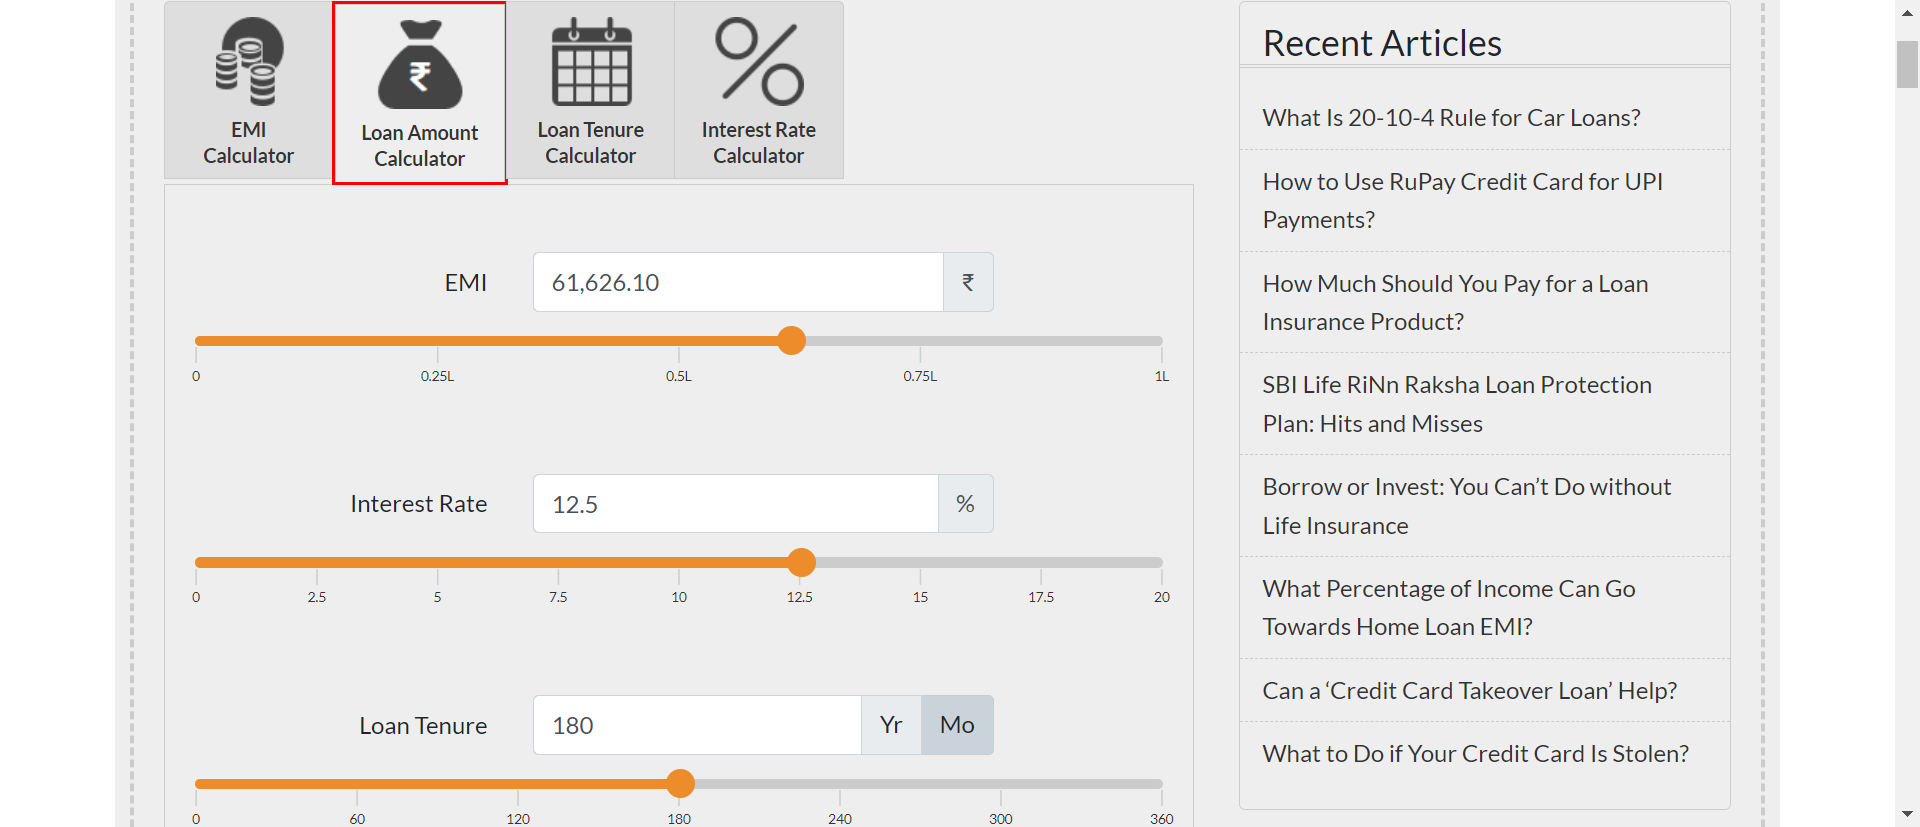 EMI
Calculator
₹
Loan Amount
Calculator
Loan Tenure
Calculator
Interest Rate
Calculator
EMI
61,626.10
₹
0
0.25L
0.5L
0.75L
1L
Interest Rate
12.5
%
0
2.5
5
7.5
10
12.5
15
17.5
20
Loan Tenure
180
Yr
Mo
0
60
120
180
240
300
360
Recent Articles
What Is 20-10-4 Rule for Car Loans?
How to Use RuPay Credit Card for UPI
Payments?
How Much Should You Pay for a Loan
Insurance Product?
SBI Life RiNn Raksha Loan Protection
Plan: Hits and Misses
Borrow or Invest: You Can’t Do without
Life Insurance
What Percentage of Income Can Go
Towards Home Loan EMI?
Can a ‘Credit Card Takeover Loan’ Help?
What to Do if Your Credit Card Is Stolen?